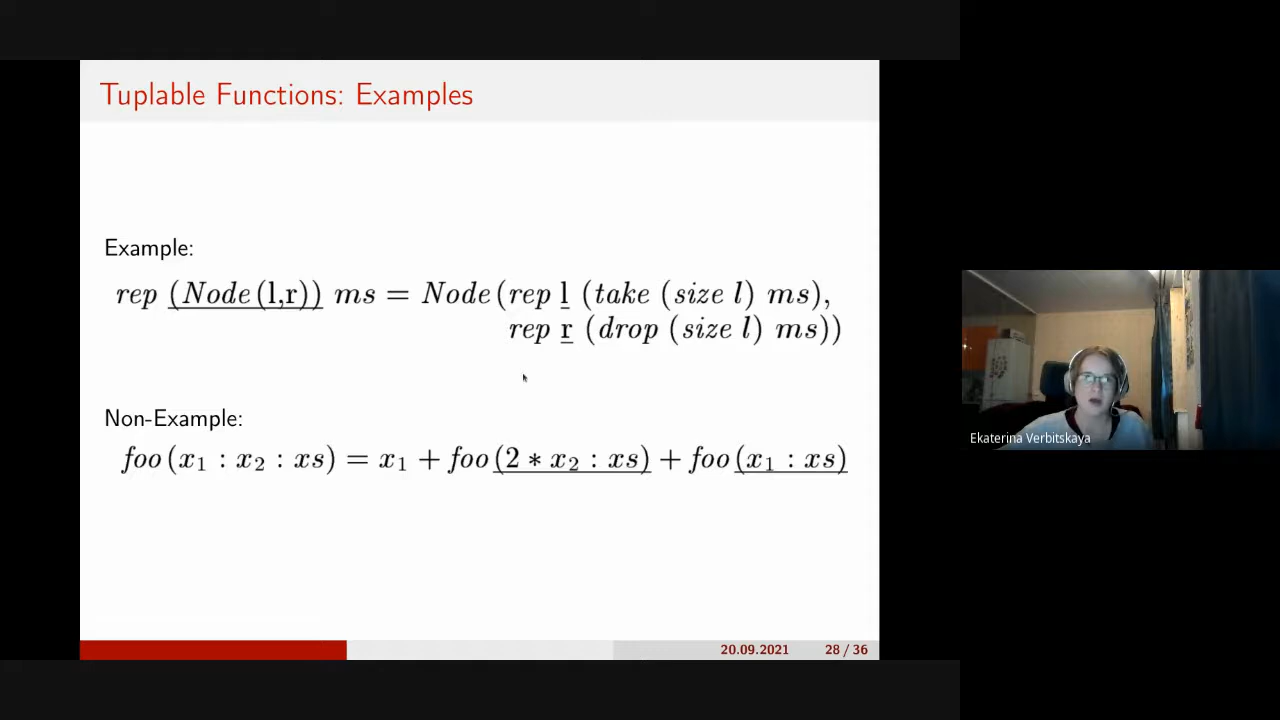 Tuplable Functions: Examples
Example:
rep (Node(l,r)) ms = Node(rep l (take (size l) ms),
rep r (drop (size l) ms))
Non-Example:
foo(x₁ : x₂ : xs) = x₁ + foo(2 * x₂ : xs) + foo(x₁ : xs)
20.09.2021 28 / 36
Ekaterina Verbitskaya